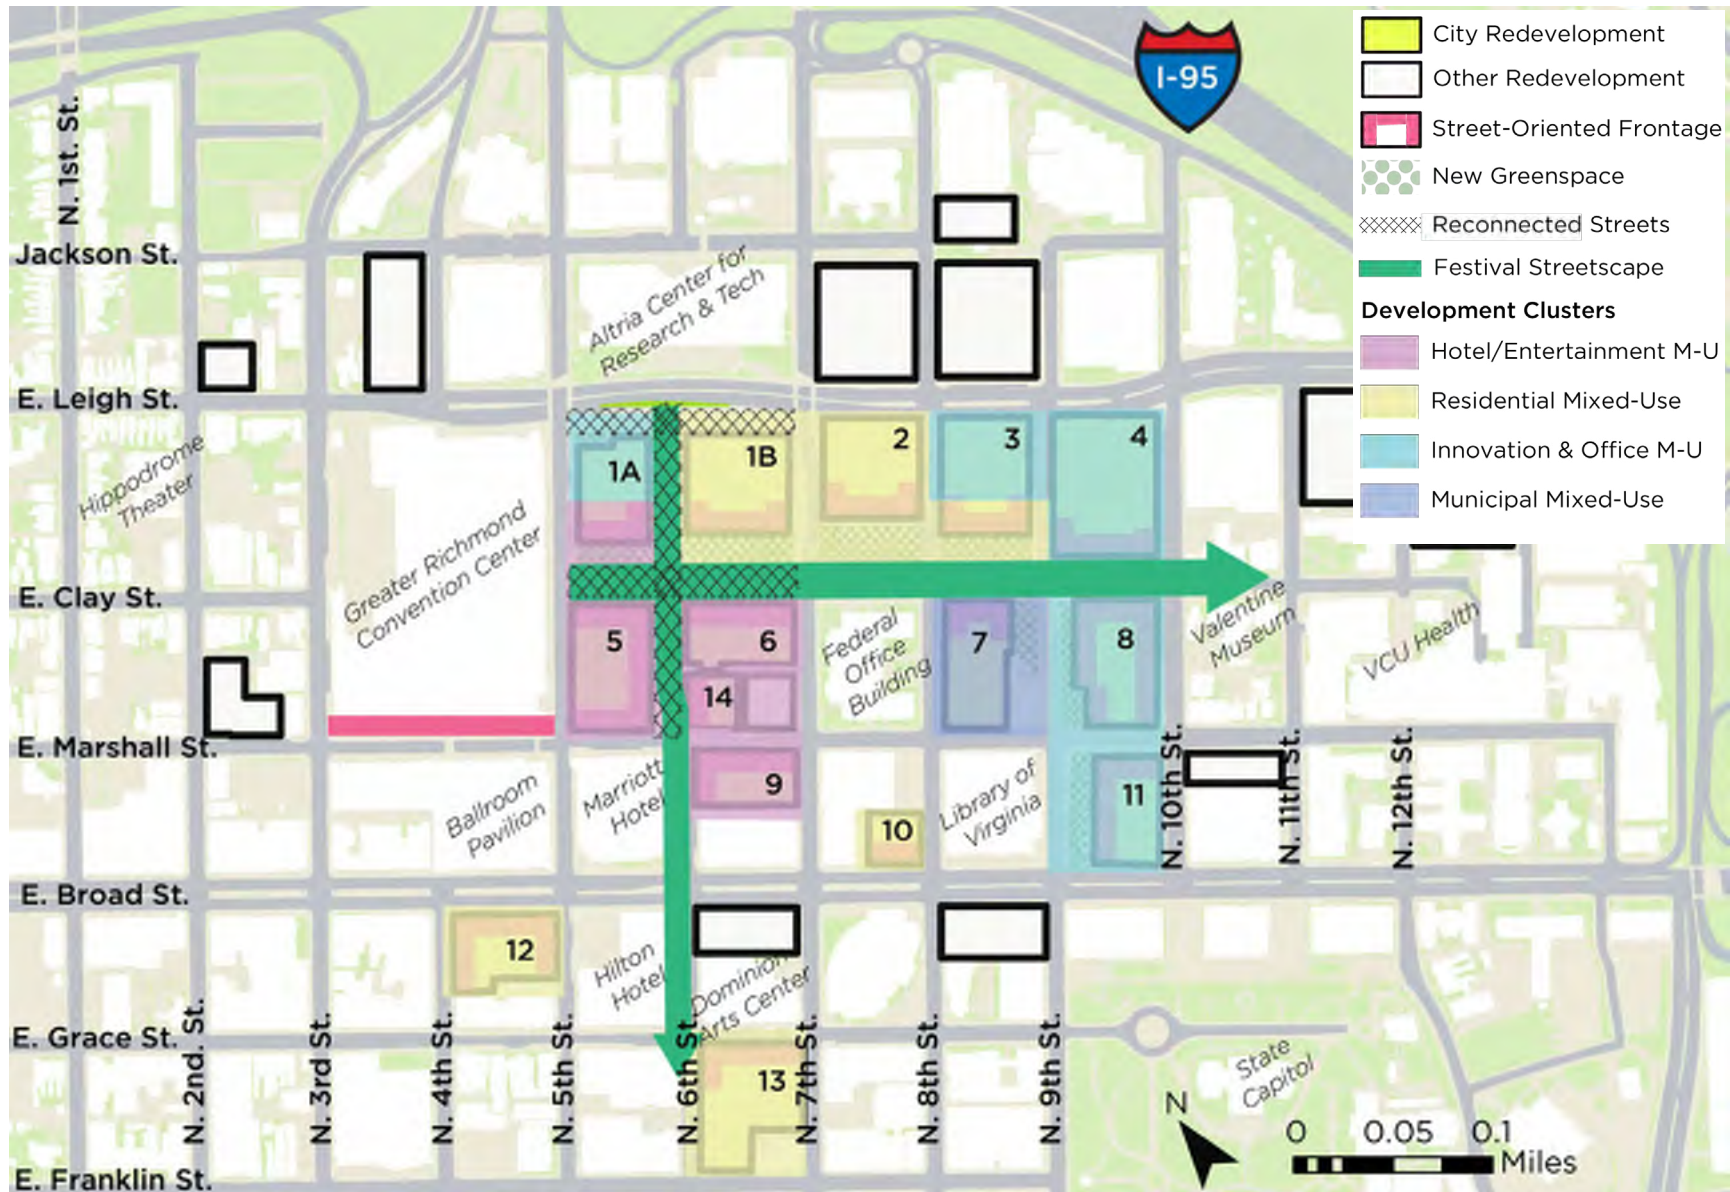 I-95
City Redevelopment
Other Redevelopment
Street-Oriented Frontage
New Greenspace
Reconnected Streets
Festival Streetscape
Development Clusters
Hotel/Entertainment M-U
Residential Mixed-Use
Innovation & Office M-U
Municipal Mixed-Use
N. 1st. St.
Jackson St.
Altria Center for
Research & Tech
E. Leigh St.
Hippodrome
Theater
Greater Richmond
Convention Center
1A
1B
2
3
4
E. Clay St.
5
6
Federal
Office
Building
7
8
Valentine
Museum
VCU Health
14
E. Marshall St.
Ballroom
Pavilion
Marriott
Hotel
9
10
Library of
Virginia
11
N. 10th St.
N. 11th St.
N. 12th St.
E. Broad St.
12
Hilton
Hotel
Dominion
Arts Center
E. Grace St.
N. 2nd. St.
N. 3rd St.
N. 4th St.
N. 5th St.
N. 6th St.
13
N. 7th St.
N. 8th St.
N. 9th St.
State
Capitol
N
0 0.05 0.1
Miles
E. Franklin St.